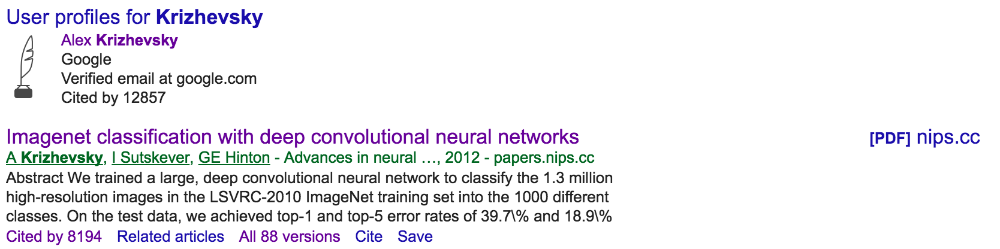 User profiles for Krizhevsky
Alex Krizhevsky
Google
Verified email at google.com
Cited by 12857
Imagenet classification with deep convolutional neural networks
[PDF] nips.cc
A Krizhevsky, I Sutskever, GE Hinton - Advances in neural …, 2012 - papers.nips.cc
Abstract We trained a large, deep convolutional neural network to classify the 1.3 million
high-resolution images in the LSVRC-2010 ImageNet training set into the 1000 different
classes. On the test data, we achieved top-1 and top-5 error rates of 39.7\% and 18.9\%
Cited by 8194 Related articles All 88 versions Cite Save